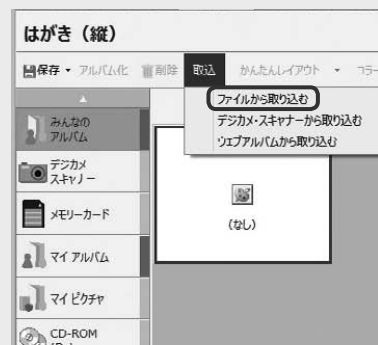 はがき（縦）
保存 アルバム化 削除 取込 かんたんレイアウト コラー
ファイルから取り込む
デジカメ・スキャナーから取り込む
ウェブアルバムから取り込む
みんなの
アルバム
デジカメ
スキャナー
メモリーカード
マイ アルバム
マイ ピクチャ
CD-ROM
(なし)